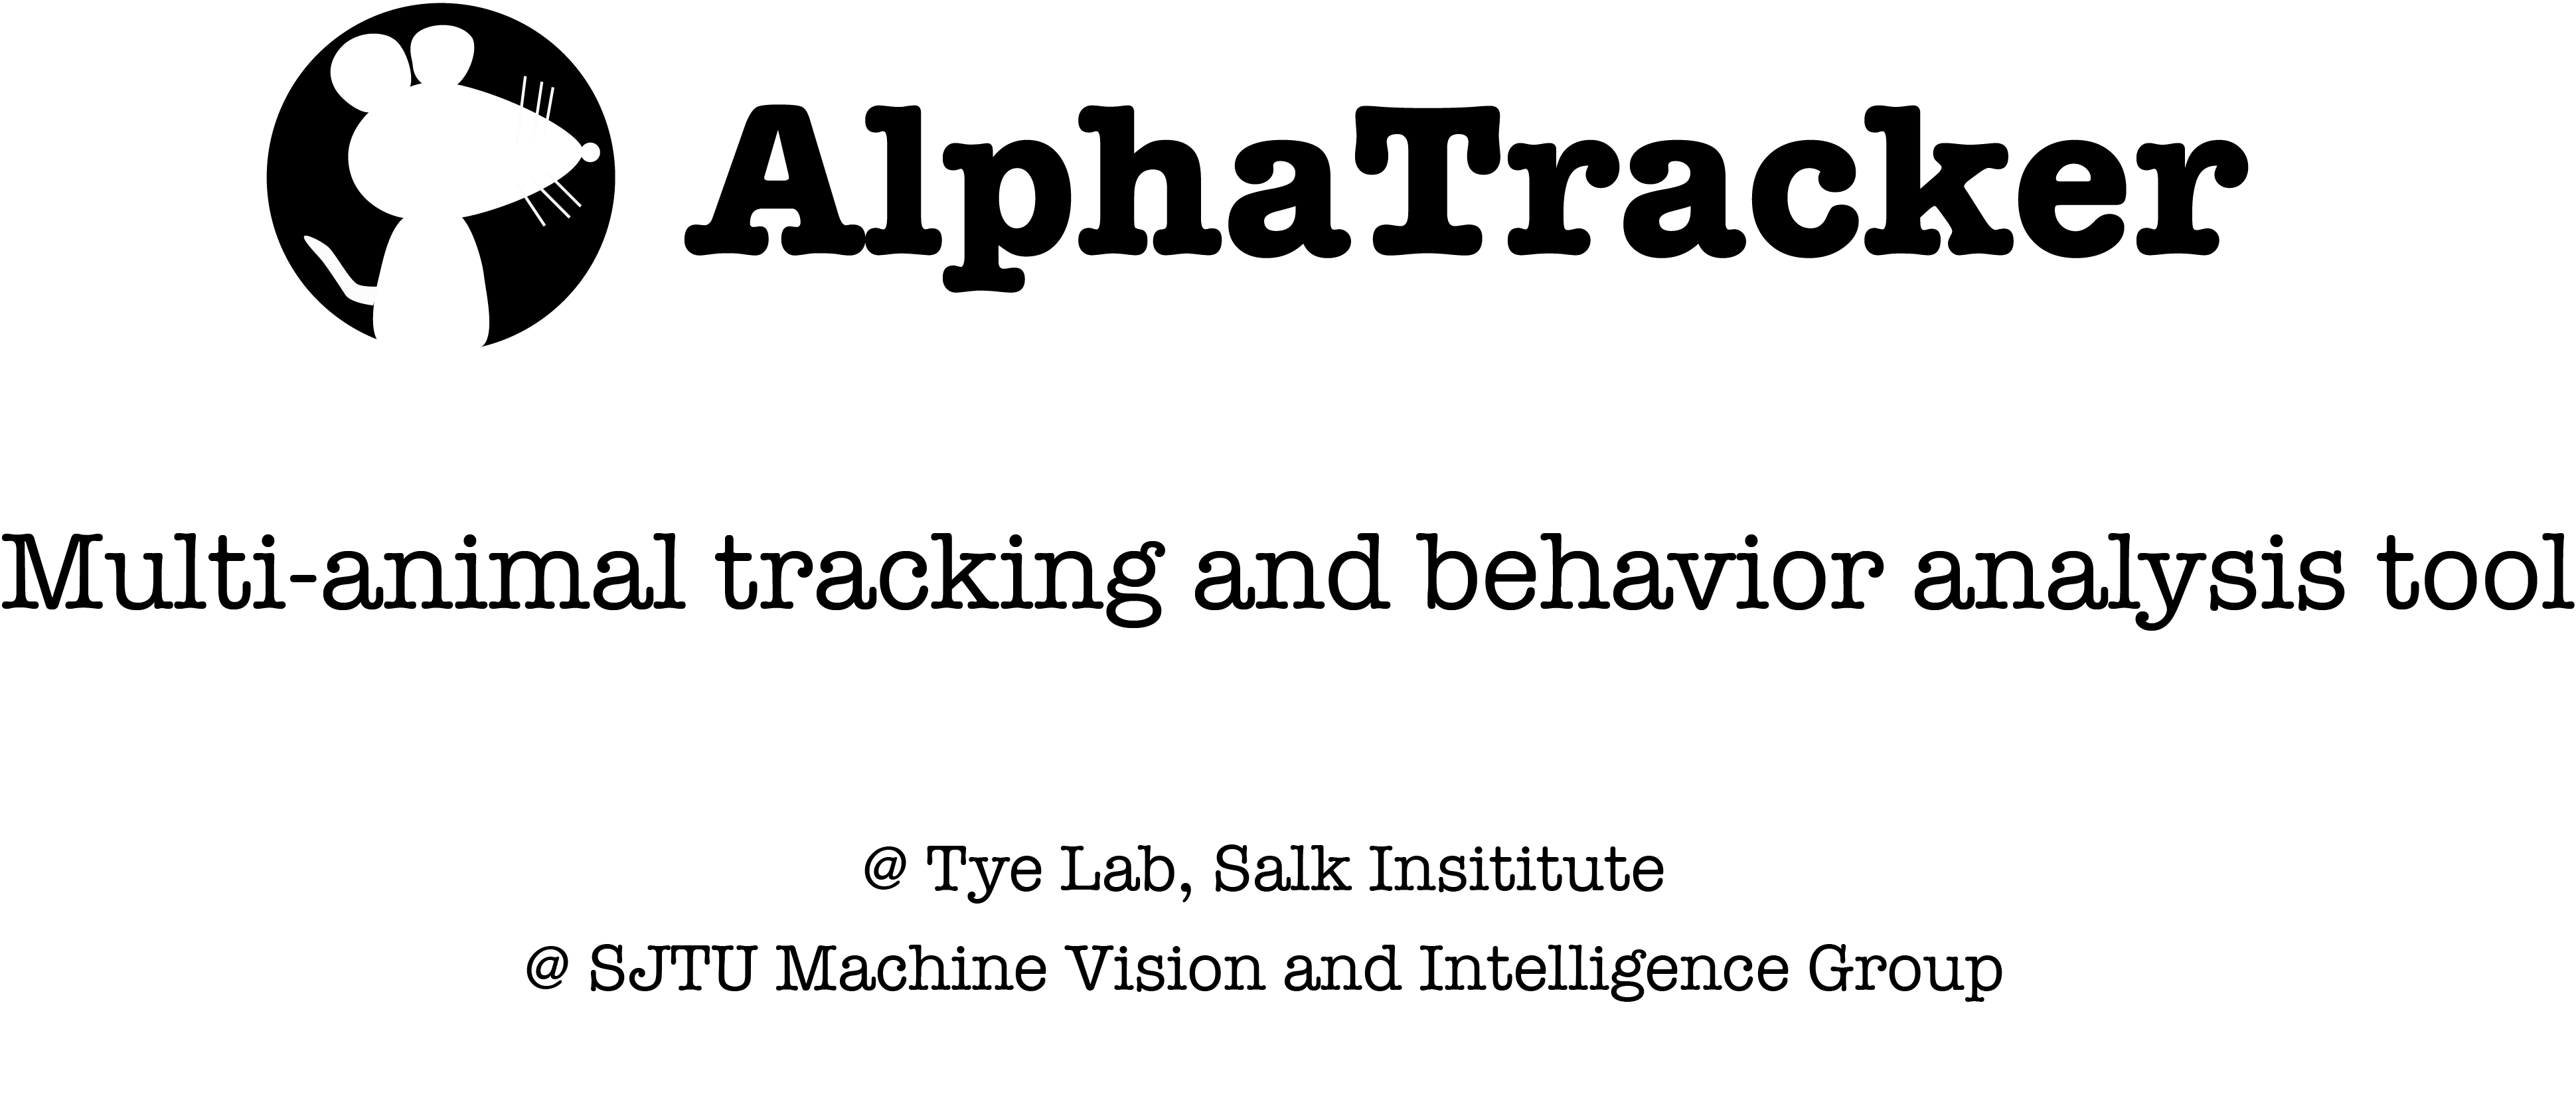 AlphaTracker
Multi-animal tracking and behavior analysis tool
@ Tye Lab, Salk Insititute
@ SJTU Machine Vision and Intelligence Group